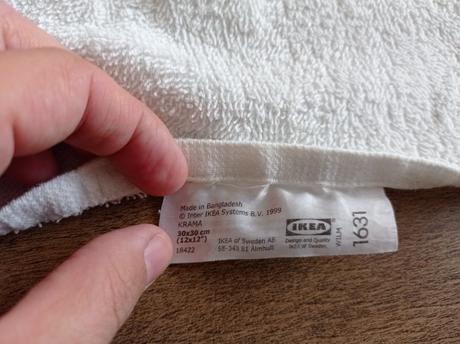 Made in Bangladesh
© Inter IKEA Systems B.V. 1999
KRAMA
30x30 cm
(12x12")
18422
IKEA of Sweden AB
SE-343 81 Älmhult
IKEA
Design and Quality
IKEA of Sweden
1631